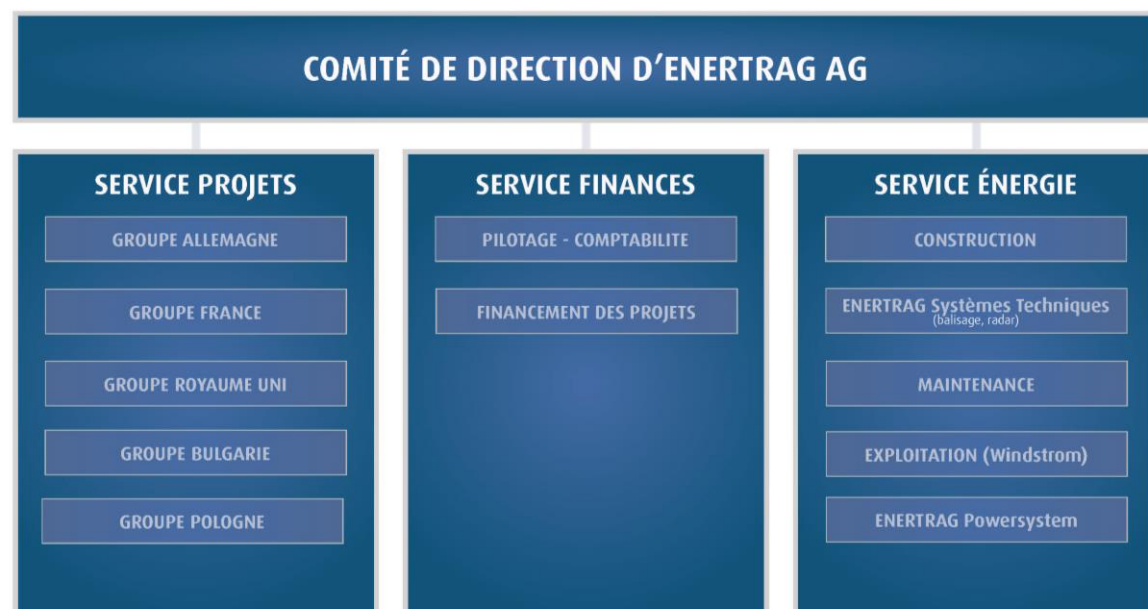 COMITÉ DE DIRECTION D'ENERTRAG AG
SERVICE PROJETS
GROUPE ALLEMAGNE
GROUPE FRANCE
GROUPE ROYAUME UNI
GROUPE BULGARIE
GROUPE POLOGNE
SERVICE FINANCES
PILOTAGE - COMPTABILITE
FINANCEMENT DES PROJETS
SERVICE ÉNERGIE
CONSTRUCTION
ENERTRAG Systèmes Techniques
(balisage, radar)
MAINTENANCE
EXPLOITATION (Windstrom)
ENERTRAG Powersystem